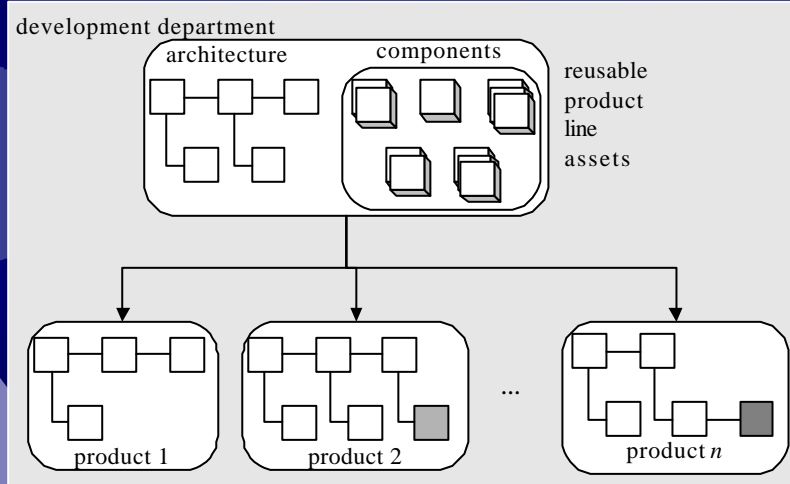 development department
architecture
components
reusable
product
line
assets
...
product 1
product 2
product n